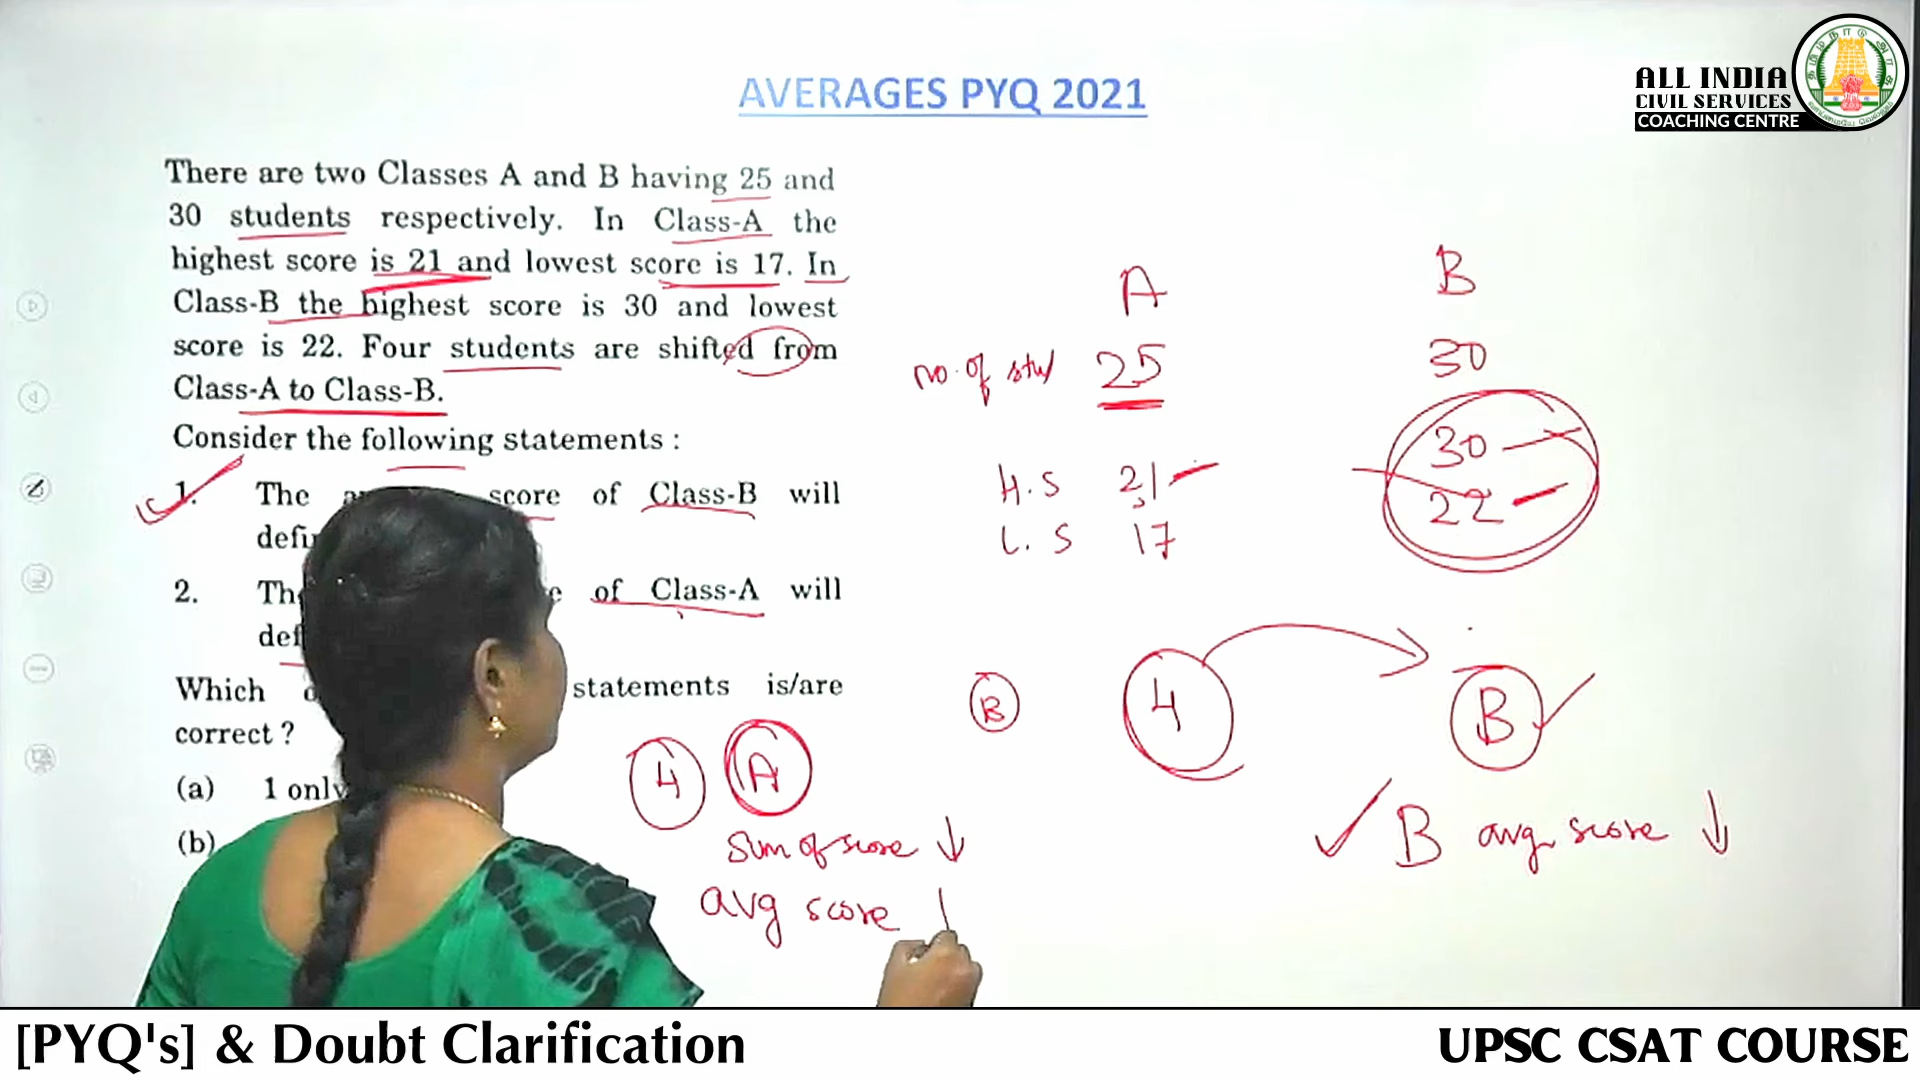 AVERAGES PYQ 2021
ALL INDIA
CIVIL SERVICES
COACHING CENTRE
There are two Classes A and B having 25 and
30 students respectively. In Class-A the
highest score is 21 and lowest score is 17. In
Class-B the highest score is 30 and lowest
score is 22. Four students are shifted from
Class-A to Class-B.
Consider the following statements :
1. The score of Class-B will
2. of Class-A will
Which statements is/are
correct ?
(a) 1 only
(b)
A B
no. of stu 25 30
H.S 21 30
L.S 17 22
B 4 B
4 A
sum of score ↓
avg score
B avg score ↓
[PYQ's] & Doubt Clarification
UPSC CSAT COURSE